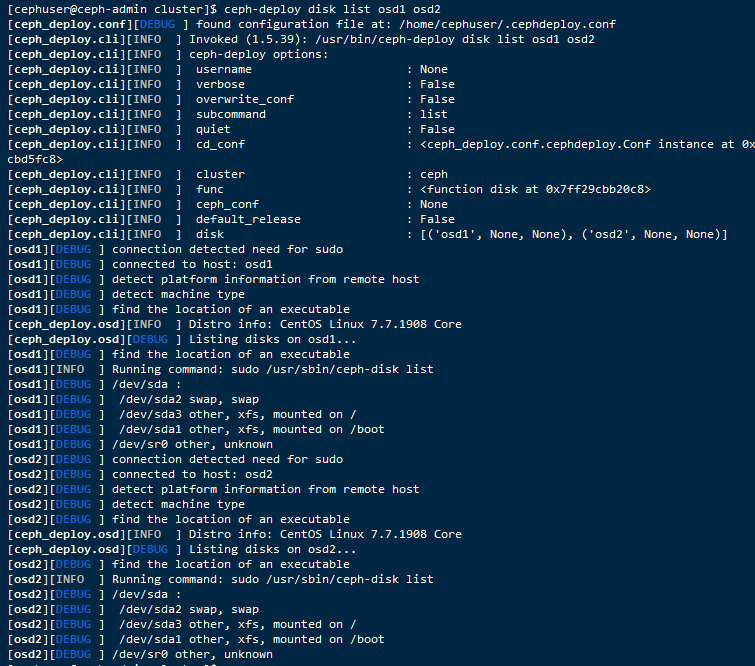 [cephuser@ceph-admin cluster]$ ceph-deploy disk list osd1 osd2
[ceph_deploy.conf][DEBUG ] found configuration file at: /home/cephuser/.cephdeploy.conf
[ceph_deploy.cli][INFO  ] Invoked (1.5.39): /usr/bin/ceph-deploy disk list osd1 osd2
[ceph_deploy.cli][INFO  ] ceph-deploy options:
[ceph_deploy.cli][INFO  ]  username                      : None
[ceph_deploy.cli][INFO  ]  verbose                       : False
[ceph_deploy.cli][INFO  ]  overwrite_conf                : False
[ceph_deploy.cli][INFO  ]  subcommand                    : list
[ceph_deploy.cli][INFO  ]  quiet                         : False
[ceph_deploy.cli][INFO  ]  cd_conf                       : <ceph_deploy.conf.cephdeploy.Conf instance at 0x
cbd5fc8>
[ceph_deploy.cli][INFO  ]  cluster                       : ceph
[ceph_deploy.cli][INFO  ]  func                          : <function disk at 0x7ff29cbb20c8>
[ceph_deploy.cli][INFO  ]  ceph_conf                     : None
[ceph_deploy.cli][INFO  ]  default_release               : False
[ceph_deploy.cli][INFO  ]  disk                          : [('osd1', None, None), ('osd2', None, None)]
[osd1][DEBUG ] connection detected need for sudo
[osd1][DEBUG ] connected to host: osd1
[osd1][DEBUG ] detect platform information from remote host
[osd1][DEBUG ] detect machine type
[osd1][DEBUG ] find the location of an executable
[ceph_deploy.osd][INFO  ] Distro info: CentOS Linux 7.7.1908 Core
[ceph_deploy.osd][DEBUG ] Listing disks on osd1...
[osd1][DEBUG ] find the location of an executable
[osd1][INFO  ] Running command: sudo /usr/sbin/ceph-disk list
[osd1][DEBUG ] /dev/sda :
[osd1][DEBUG ]  /dev/sda2 swap, swap
[osd1][DEBUG ]  /dev/sda3 other, xfs, mounted on /
[osd1][DEBUG ]  /dev/sda1 other, xfs, mounted on /boot
[osd1][DEBUG ] /dev/sr0 other, unknown
[osd2][DEBUG ] connection detected need for sudo
[osd2][DEBUG ] connected to host: osd2
[osd2][DEBUG ] detect platform information from remote host
[osd2][DEBUG ] detect machine type
[osd2][DEBUG ] find the location of an executable
[ceph_deploy.osd][INFO  ] Distro info: CentOS Linux 7.7.1908 Core
[ceph_deploy.osd][DEBUG ] Listing disks on osd2...
[osd2][DEBUG ] find the location of an executable
[osd2][INFO  ] Running command: sudo /usr/sbin/ceph-disk list
[osd2][DEBUG ] /dev/sda :
[osd2][DEBUG ]  /dev/sda2 swap, swap
[osd2][DEBUG ]  /dev/sda3 other, xfs, mounted on /
[osd2][DEBUG ]  /dev/sda1 other, xfs, mounted on /boot
[osd2][DEBUG ] /dev/sr0 other, unknown